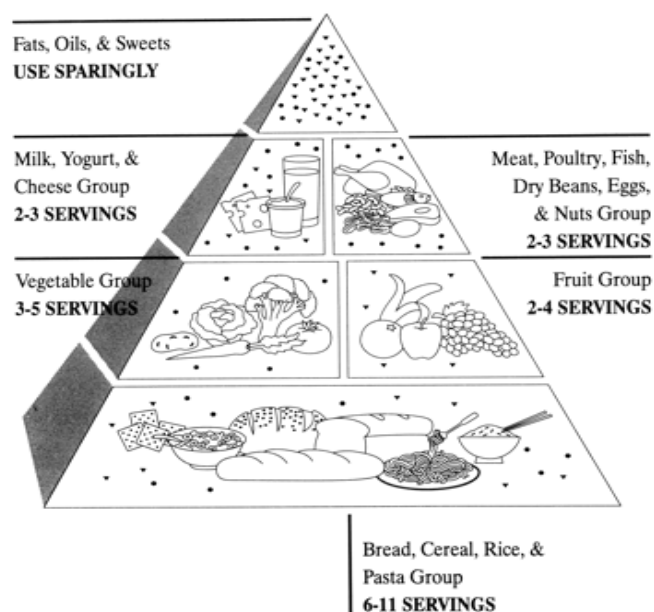 Fats, Oils, & Sweets
USE SPARINGLY
Milk, Yogurt, &
Cheese Group
2-3 SERVINGS
Meat, Poultry, Fish,
Dry Beans, Eggs,
& Nuts Group
2-3 SERVINGS
Vegetable Group
3-5 SERVINGS
Fruit Group
2-4 SERVINGS
Bread, Cereal, Rice, &
Pasta Group
6-11 SERVINGS